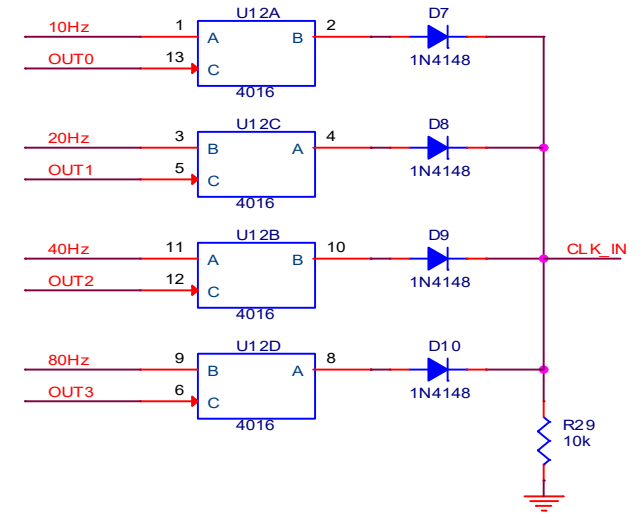 U12A
D7
10Hz 1 A B 2
OUT0 13 C
1N4148
4016
U12C
D8
20Hz 3 B A 4
OUT1 5 C
1N4148
4016
U12B
D9
40Hz 11 A B 10
CLK_IN
OUT2 12 C
1N4148
4016
U12D
D10
80Hz 9 B A 8
OUT3 6 C
1N4148
4016
R29
10k